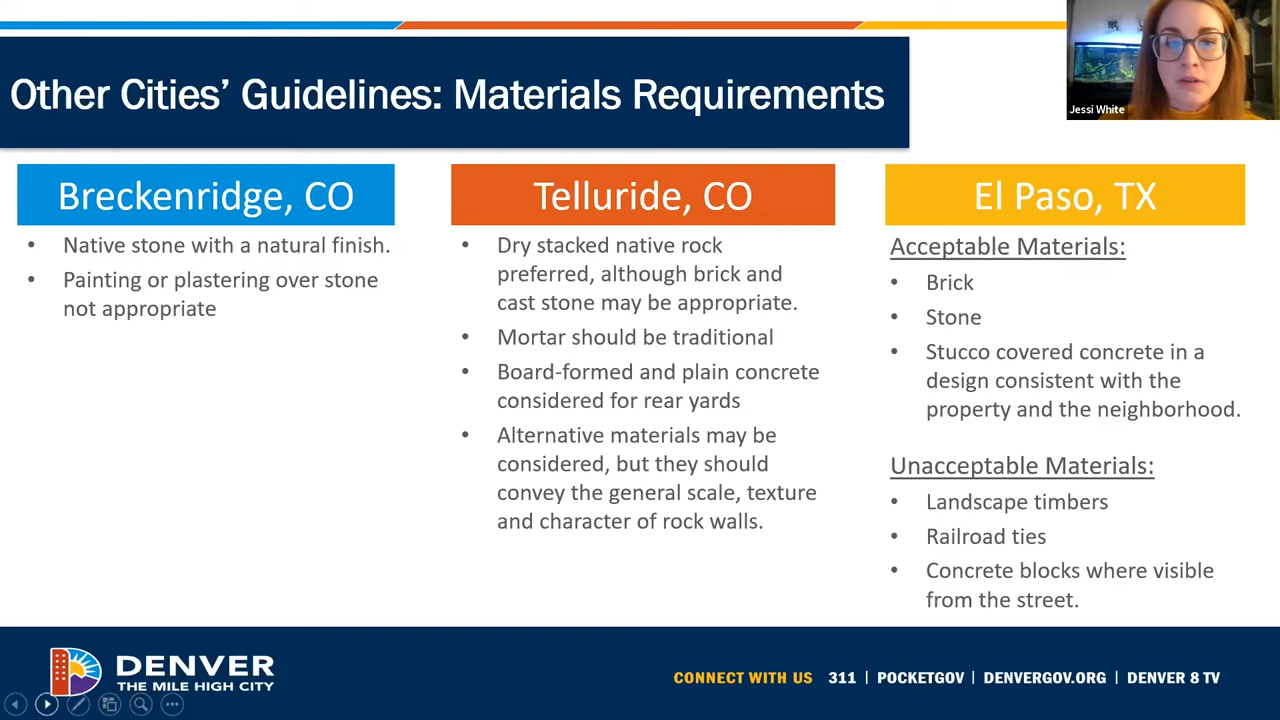 Other Cities' Guidelines: Materials Requirements
Jessi White
Breckenridge, CO
• Native stone with a natural finish.
• Painting or plastering over stone
not appropriate
Telluride, CO
• Dry stacked native rock
preferred, although brick and
cast stone may be appropriate.
• Mortar should be traditional
• Board-formed and plain concrete
considered for rear yards
• Alternative materials may be
considered, but they should
convey the general scale, texture
and character of rock walls.
El Paso, TX
Acceptable Materials:
• Brick
• Stone
• Stucco covered concrete in a
design consistent with the
property and the neighborhood.
Unacceptable Materials:
• Landscape timbers
• Railroad ties
• Concrete blocks where visible
from the street.
DENVER
THE MILE HIGH CITY
CONNECT WITH US 311 | POCKETGOV | DENVERGOV.ORG | DENVER 8 TV